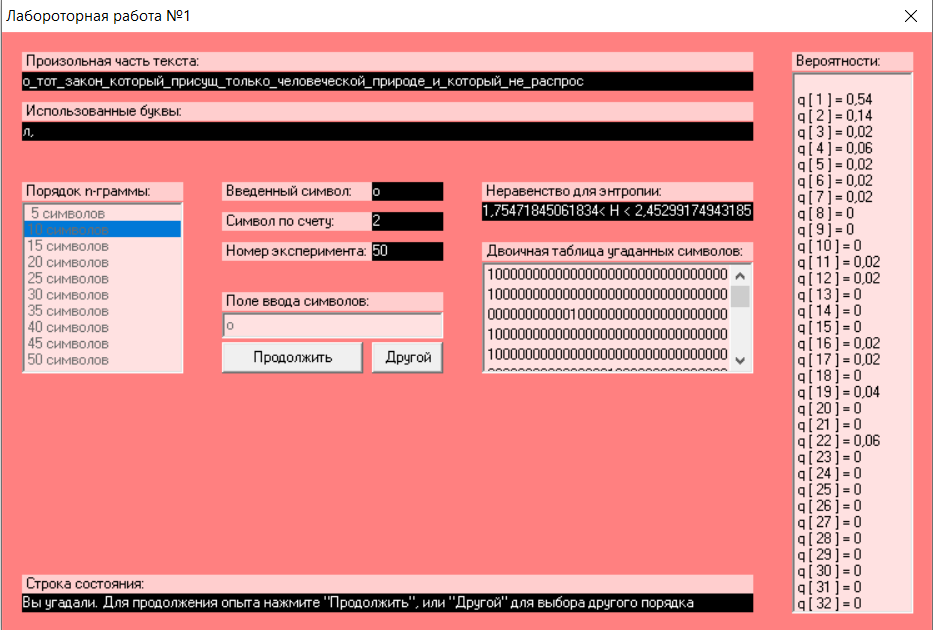 Лабороторная работа №1
Произольная часть текста:
о_тот_закон_который_присущ_только_человеческой_природе_и_который_не_распрос
Использованные буквы:
л,
Порядок n-граммы:
5 символов
10 символов
15 символов
20 символов
25 символов
30 символов
35 символов
40 символов
45 символов
50 символов
Введенный символ: о
Символ по счету: 2
Номер эксперимента: 50
Поле ввода символов:
о
Продолжить
Другой
Неравенство для энтропии:
1,75471845061834< H < 2,45299174943185
Двоичная таблица угаданных символов:
10000000000000000000000000000000
10000000000000000000000000000000
00000000000100000000000000000000
10000000000000000000000000000000
10000000000000000000000000000000
Вероятности:
q [ 1 ] = 0,54
q [ 2 ] = 0,14
q [ 3 ] = 0,02
q [ 4 ] = 0,06
q [ 5 ] = 0,02
q [ 6 ] = 0,02
q [ 7 ] = 0,02
q [ 8 ] = 0
q [ 9 ] = 0
q [ 10 ] = 0
q [ 11 ] = 0,02
q [ 12 ] = 0,02
q [ 13 ] = 0
q [ 14 ] = 0
q [ 15 ] = 0
q [ 16 ] = 0,02
q [ 17 ] = 0,02
q [ 18 ] = 0
q [ 19 ] = 0,04
q [ 20 ] = 0
q [ 21 ] = 0
q [ 22 ] = 0,06
q [ 23 ] = 0
q [ 24 ] = 0
q [ 25 ] = 0
q [ 26 ] = 0
q [ 27 ] = 0
q [ 28 ] = 0
q [ 29 ] = 0
q [ 30 ] = 0
q [ 31 ] = 0
q [ 32 ] = 0
Строка состояния:
Вы угадали. Для продолжения опыта нажмите "Продолжить", или "Другой" для выбора другого порядка